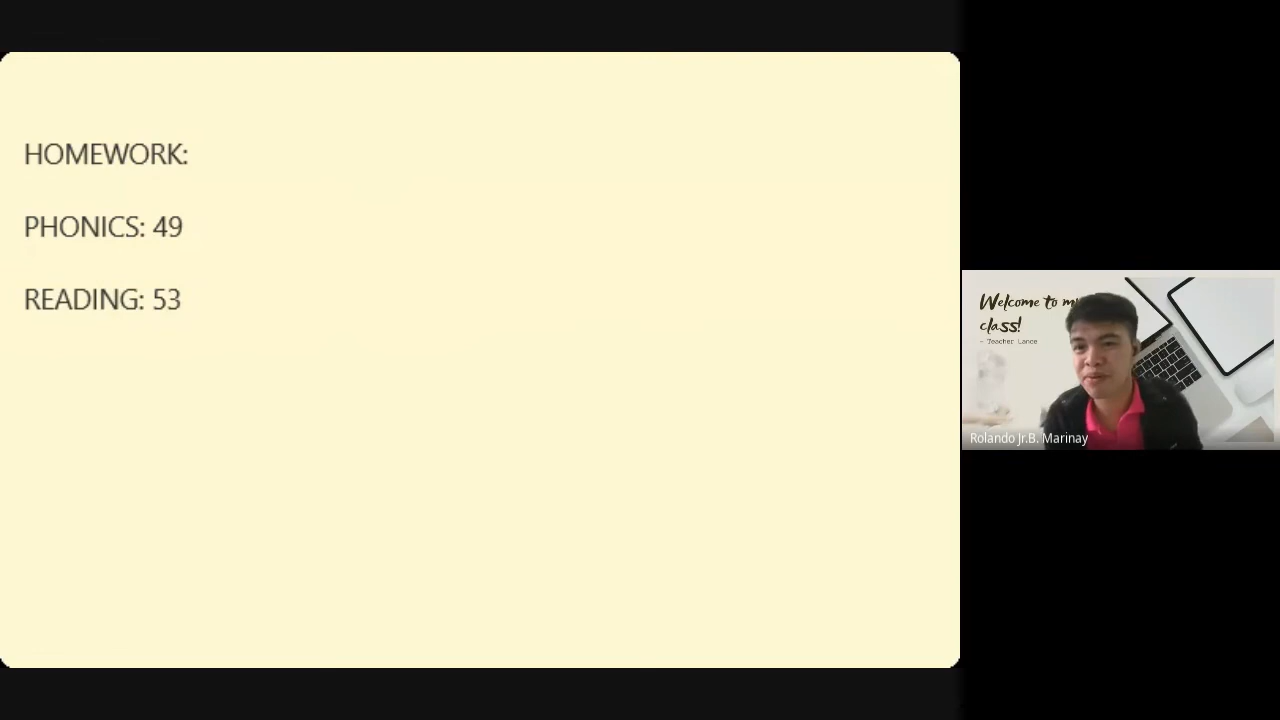 HOMEWORK:
PHONICS: 49
READING: 53
Welcome to my
class!
- Teacher Lance
Rolando Jr.B. Marinay